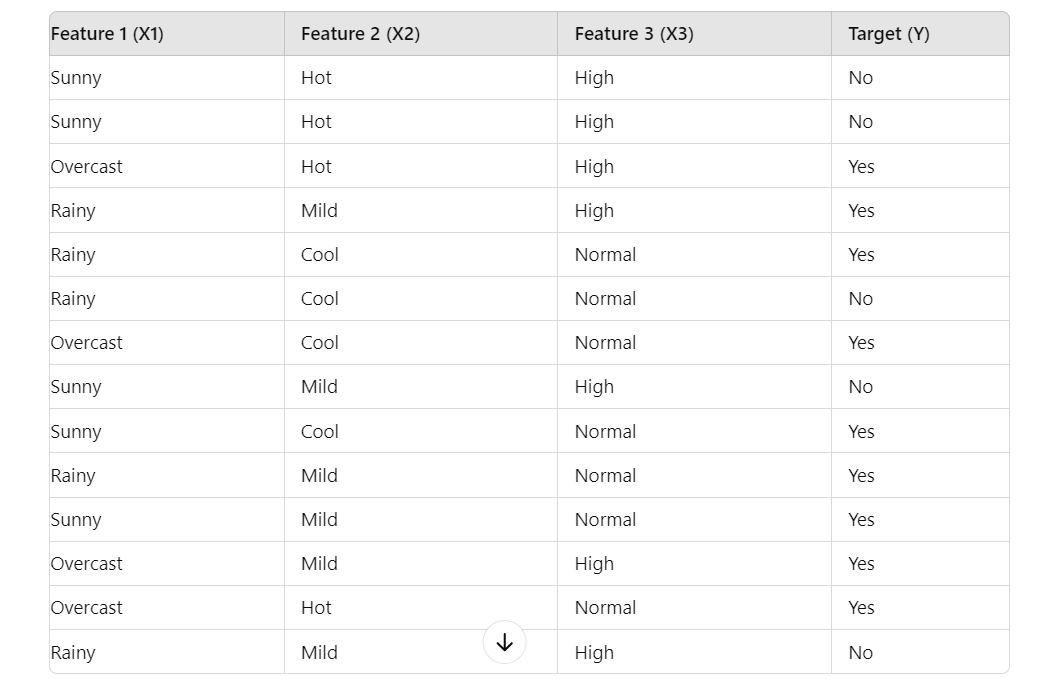 Feature 1 (X1) Feature 2 (X2) Feature 3 (X3) Target (Y)
Sunny Hot High No
Sunny Hot High No
Overcast Hot High Yes
Rainy Mild High Yes
Rainy Cool Normal Yes
Rainy Cool Normal No
Overcast Cool Normal Yes
Sunny Mild High No
Sunny Cool Normal Yes
Rainy Mild Normal Yes
Sunny Mild Normal Yes
Overcast Mild High Yes
Overcast Hot Normal Yes
Rainy Mild High No